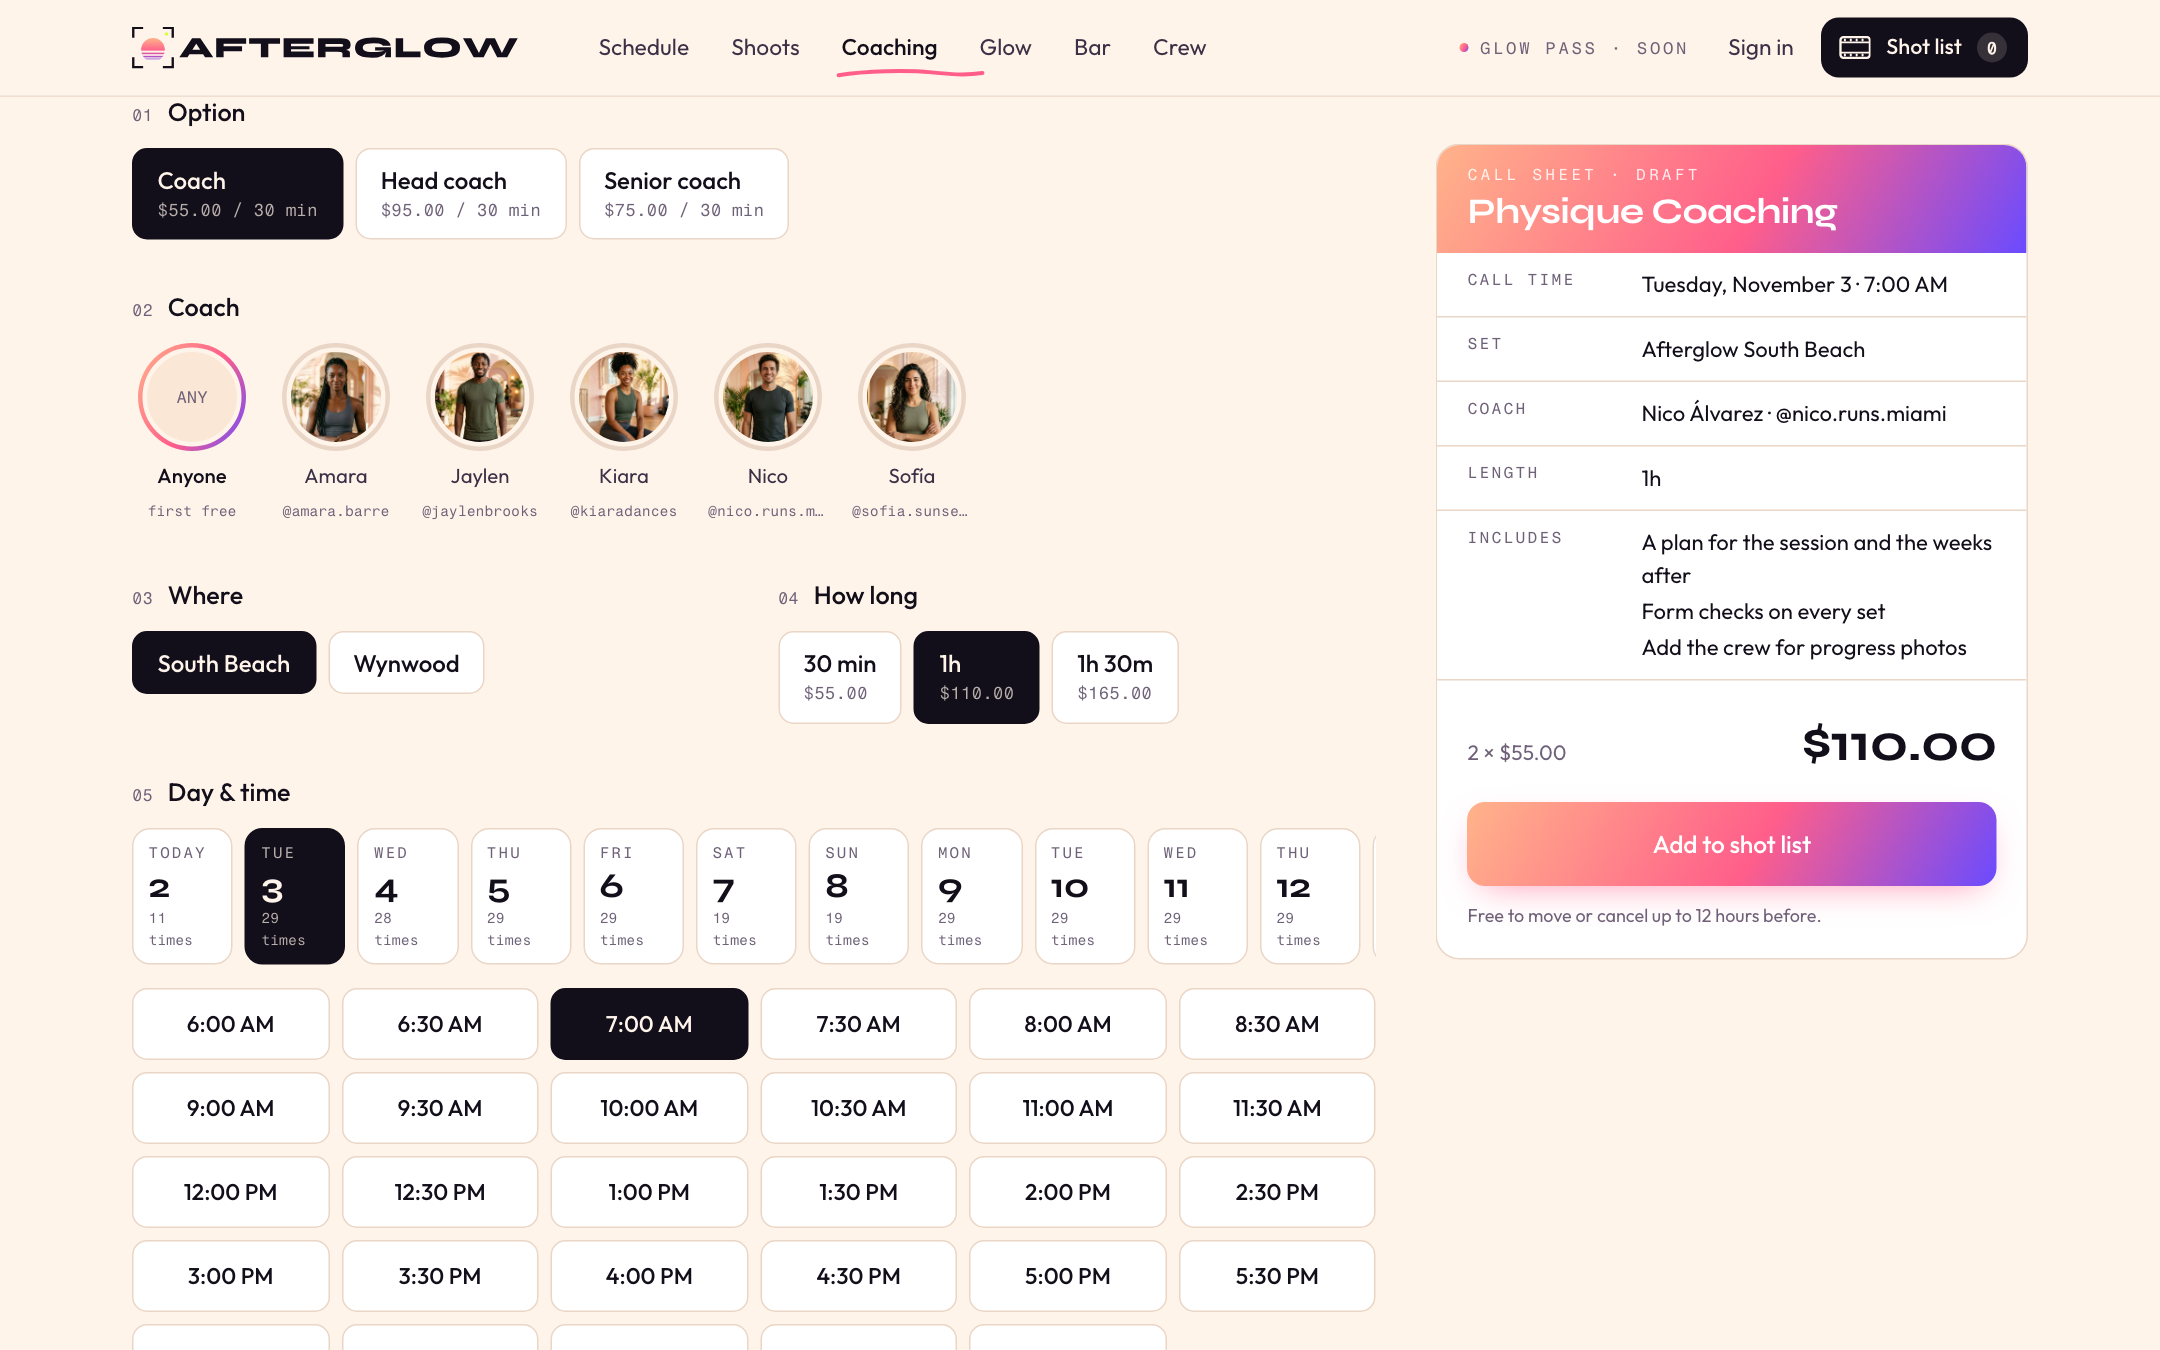 AFTERGLOW
Schedule
Shoots
Coaching
Glow
Bar
Crew
GLOW PASS · SOON
Sign in
Shot list
0
01 Option
Coach
$55.00 / 30 min
Head coach
$95.00 / 30 min
Senior coach
$75.00 / 30 min
02 Coach
ANY
Anyone
first free
Amara
@amara.barre
Jaylen
@jaylenbrooks
Kiara
@kiaradances
Nico
@nico.runs.m…
Sofía
@sofia.sunse…
03 Where
South Beach
Wynwood
04 How long
30 min
$55.00
1h
$110.00
1h 30m
$165.00
05 Day & time
TODAY
2
11
times
TUE
3
29
times
WED
4
28
times
THU
5
29
times
FRI
6
29
times
SAT
7
19
times
SUN
8
19
times
MON
9
29
times
TUE
10
29
times
WED
11
29
times
THU
12
29
times
6:00 AM
6:30 AM
7:00 AM
7:30 AM
8:00 AM
8:30 AM
9:00 AM
9:30 AM
10:00 AM
10:30 AM
11:00 AM
11:30 AM
12:00 PM
12:30 PM
1:00 PM
1:30 PM
2:00 PM
2:30 PM
3:00 PM
3:30 PM
4:00 PM
4:30 PM
5:00 PM
5:30 PM
CALL SHEET · DRAFT
Physique Coaching
CALL TIME
Tuesday, November 3 · 7:00 AM
SET
Afterglow South Beach
COACH
Nico Álvarez · @nico.runs.miami
LENGTH
1h
INCLUDES
A plan for the session and the weeks
after
Form checks on every set
Add the crew for progress photos
2 × $55.00
$110.00
Add to shot list
Free to move or cancel up to 12 hours before.